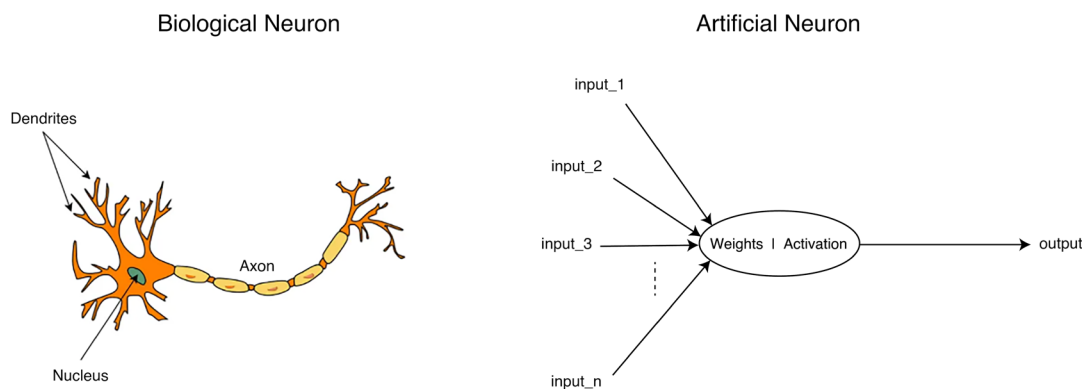 Biological Neuron
Dendrites
Axon
Nucleus
Artificial Neuron
input_1
input_2
input_3
Weights | Activation
output
input_n